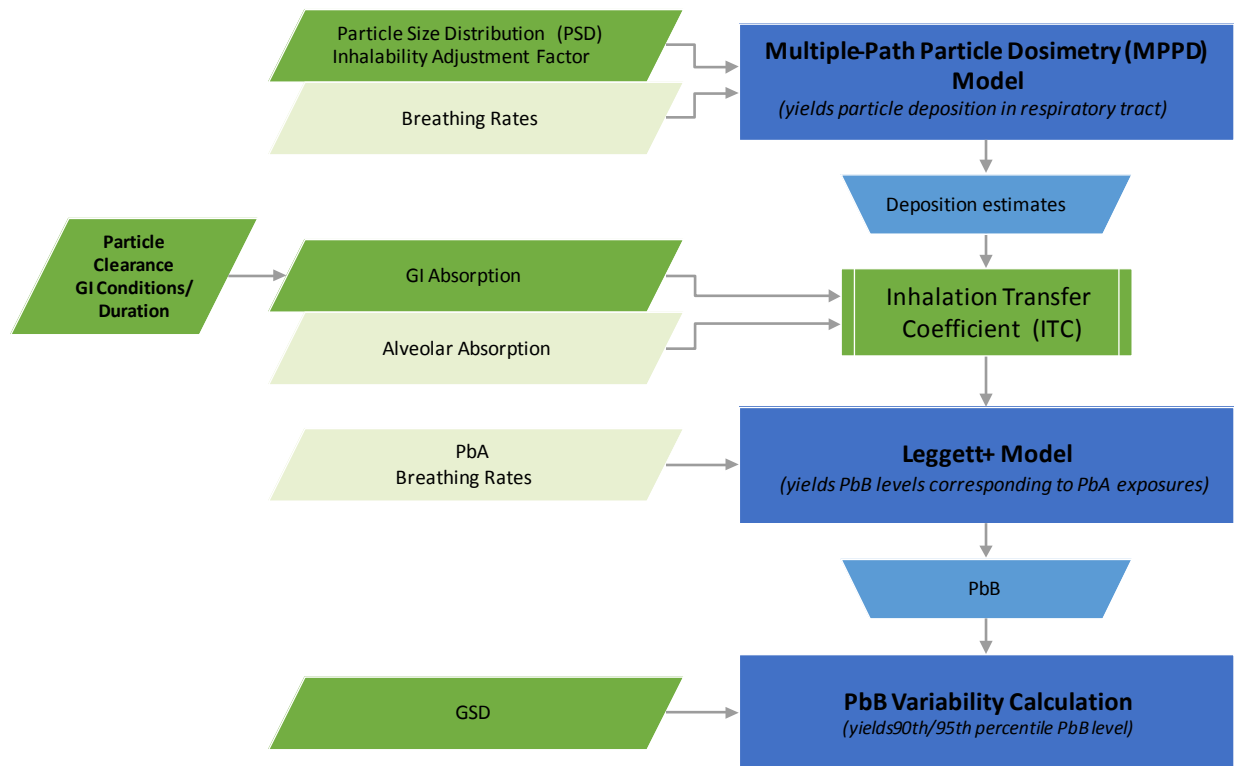 Particle Size Distribution (PSD)
Inhalability Adjustment Factor
Breathing Rates
Multiple-Path Particle Dosimetry (MPPD)
Model
(yields particle deposition in respiratory tract)
Deposition estimates
Particle
Clearance
GI Conditions/
Duration
GI Absorption
Alveolar Absorption
Inhalation Transfer
Coefficient (ITC)
PbA
Breathing Rates
Leggett+ Model
(yields PbB levels corresponding to PbA exposures)
PbB
GSD
PbB Variability Calculation
(yields90th/95th percentile PbB level)